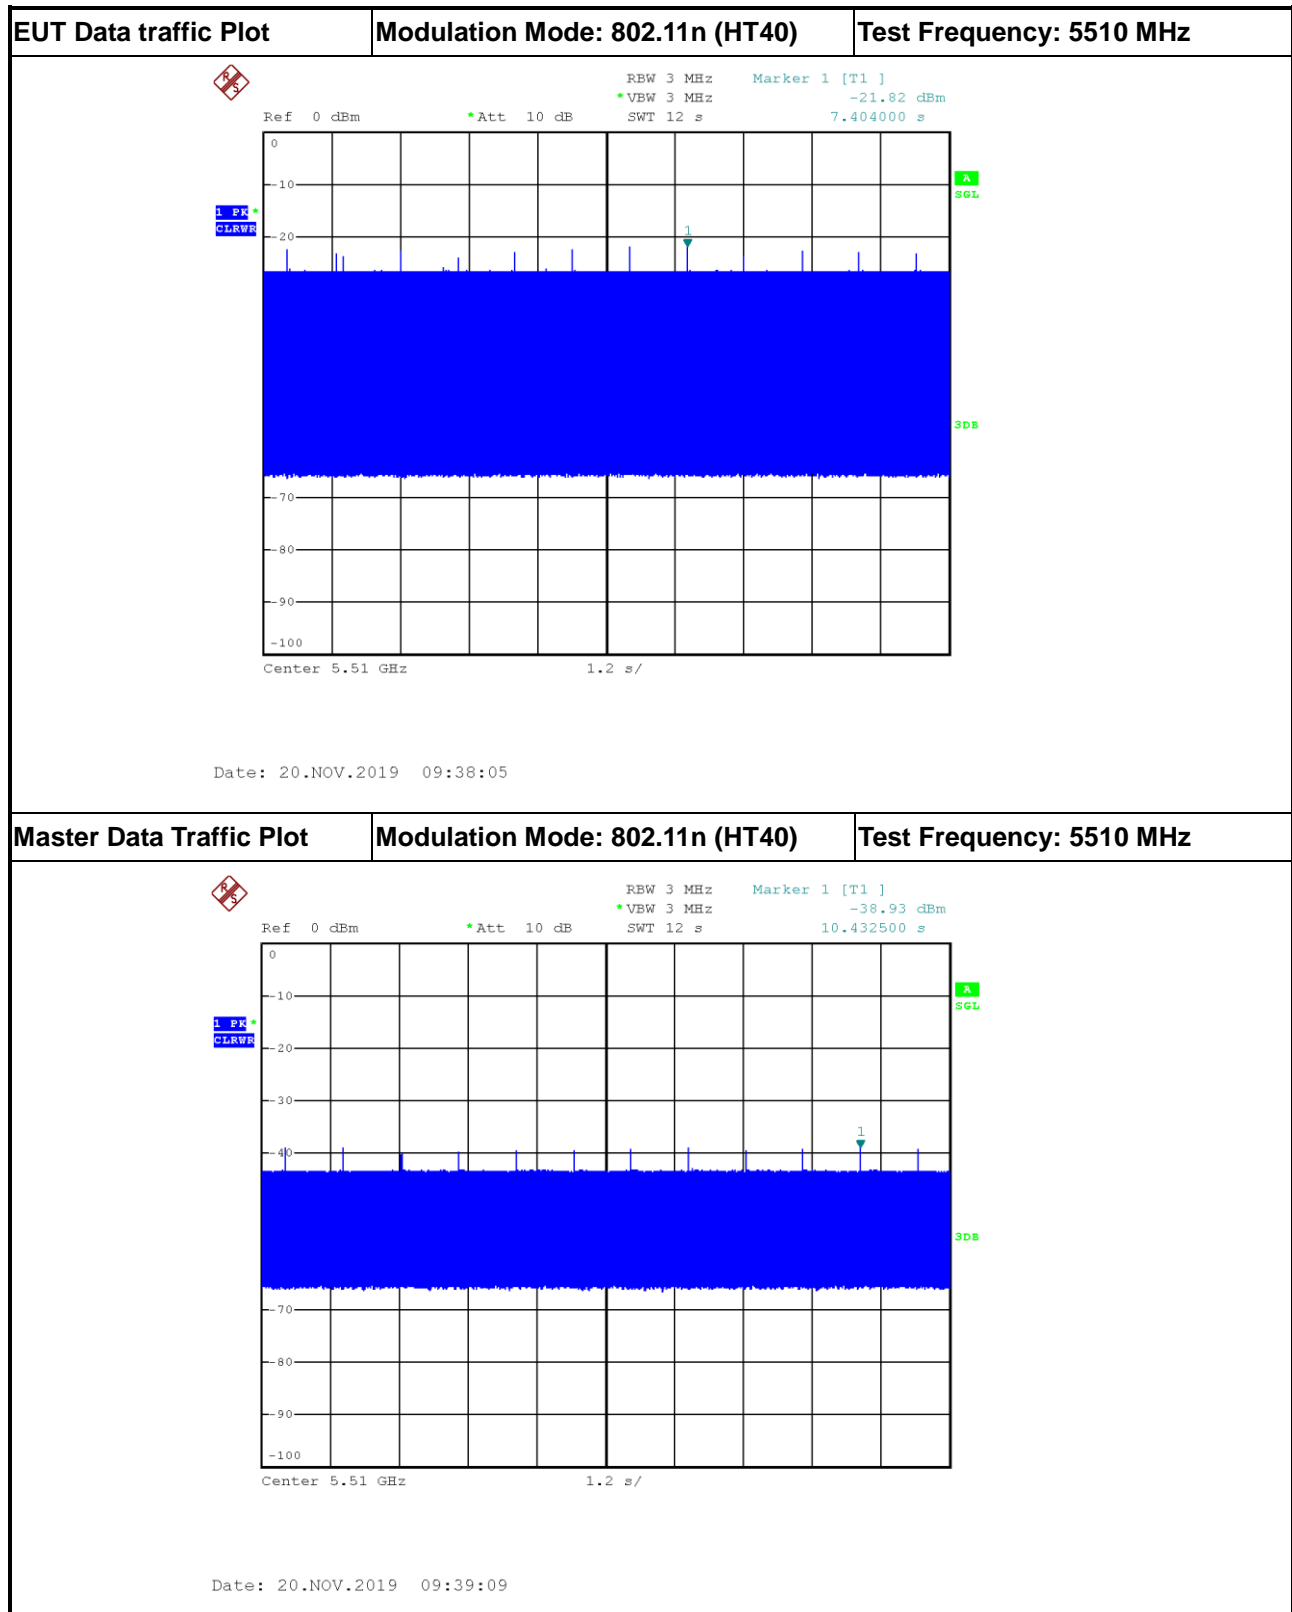 EUT Data traffic Plot Modulation Mode: 802.11n (HT40) Test Frequency: 5510 MHz
R S
RBW 3 MHz Marker 1 [T1 ]
*VBW 3 MHz -21.82 dBm
Ref 0 dBm *Att 10 dB SWT 12 s 7.404000 s
0
A
-10
SGL
1 PK*
CLRWR
1
-20
3DB
-70
-80
-90
-100
Center 5.51 GHz 1.2 s/
Date: 20.NOV.2019 09:38:05
Master Data Traffic Plot Modulation Mode: 802.11n (HT40) Test Frequency: 5510 MHz
R S
RBW 3 MHz Marker 1 [T1 ]
*VBW 3 MHz -38.93 dBm
Ref 0 dBm *Att 10 dB SWT 12 s 10.432500 s
0
A
-10
SGL
1 PK*
CLRWR
-20
-30
1
-40
3DB
-70
-80
-90
-100
Center 5.51 GHz 1.2 s/
Date: 20.NOV.2019 09:39:09